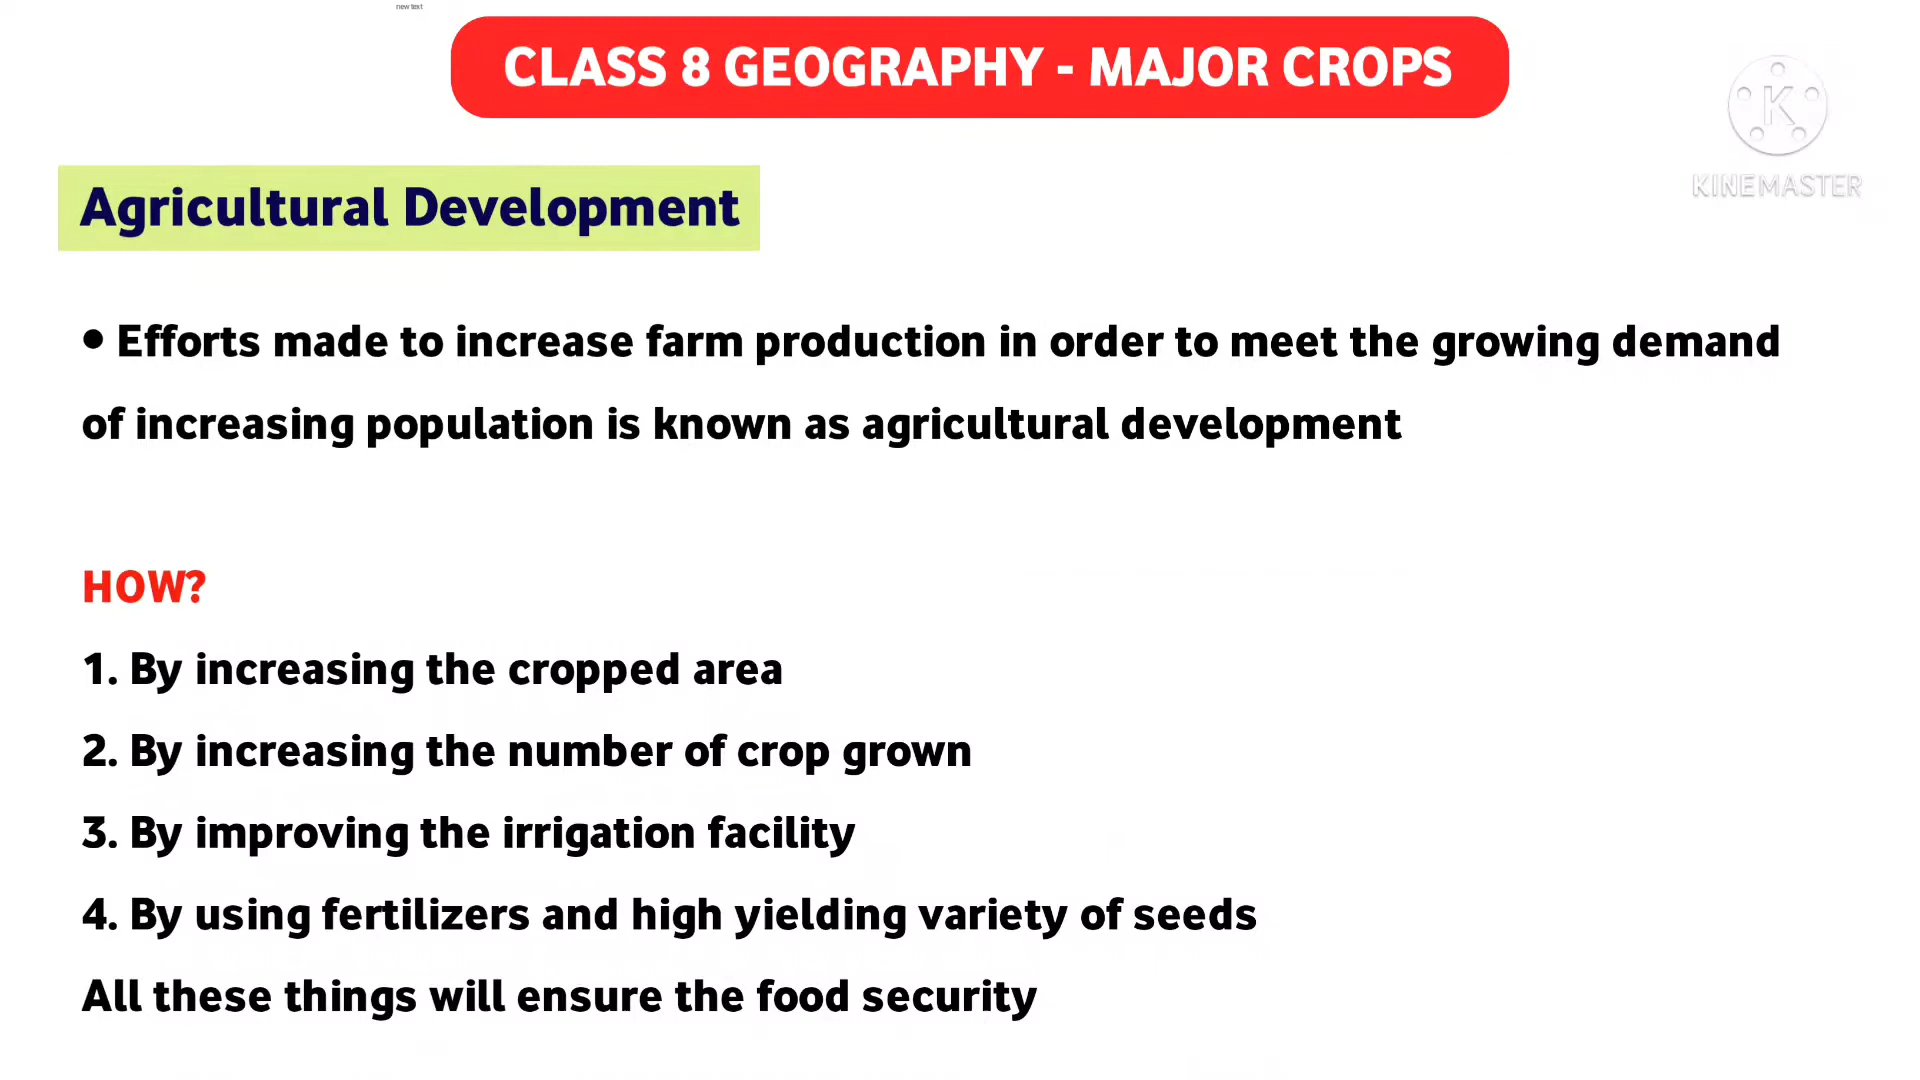 new text
CLASS 8 GEOGRAPHY - MAJOR CROPS
K
KINEMASTER
Agricultural Development
• Efforts made to increase farm production in order to meet the growing demand
of increasing population is known as agricultural development
HOW?
1. By increasing the cropped area
2. By increasing the number of crop grown
3. By improving the irrigation facility
4. By using fertilizers and high yielding variety of seeds
All these things will ensure the food security